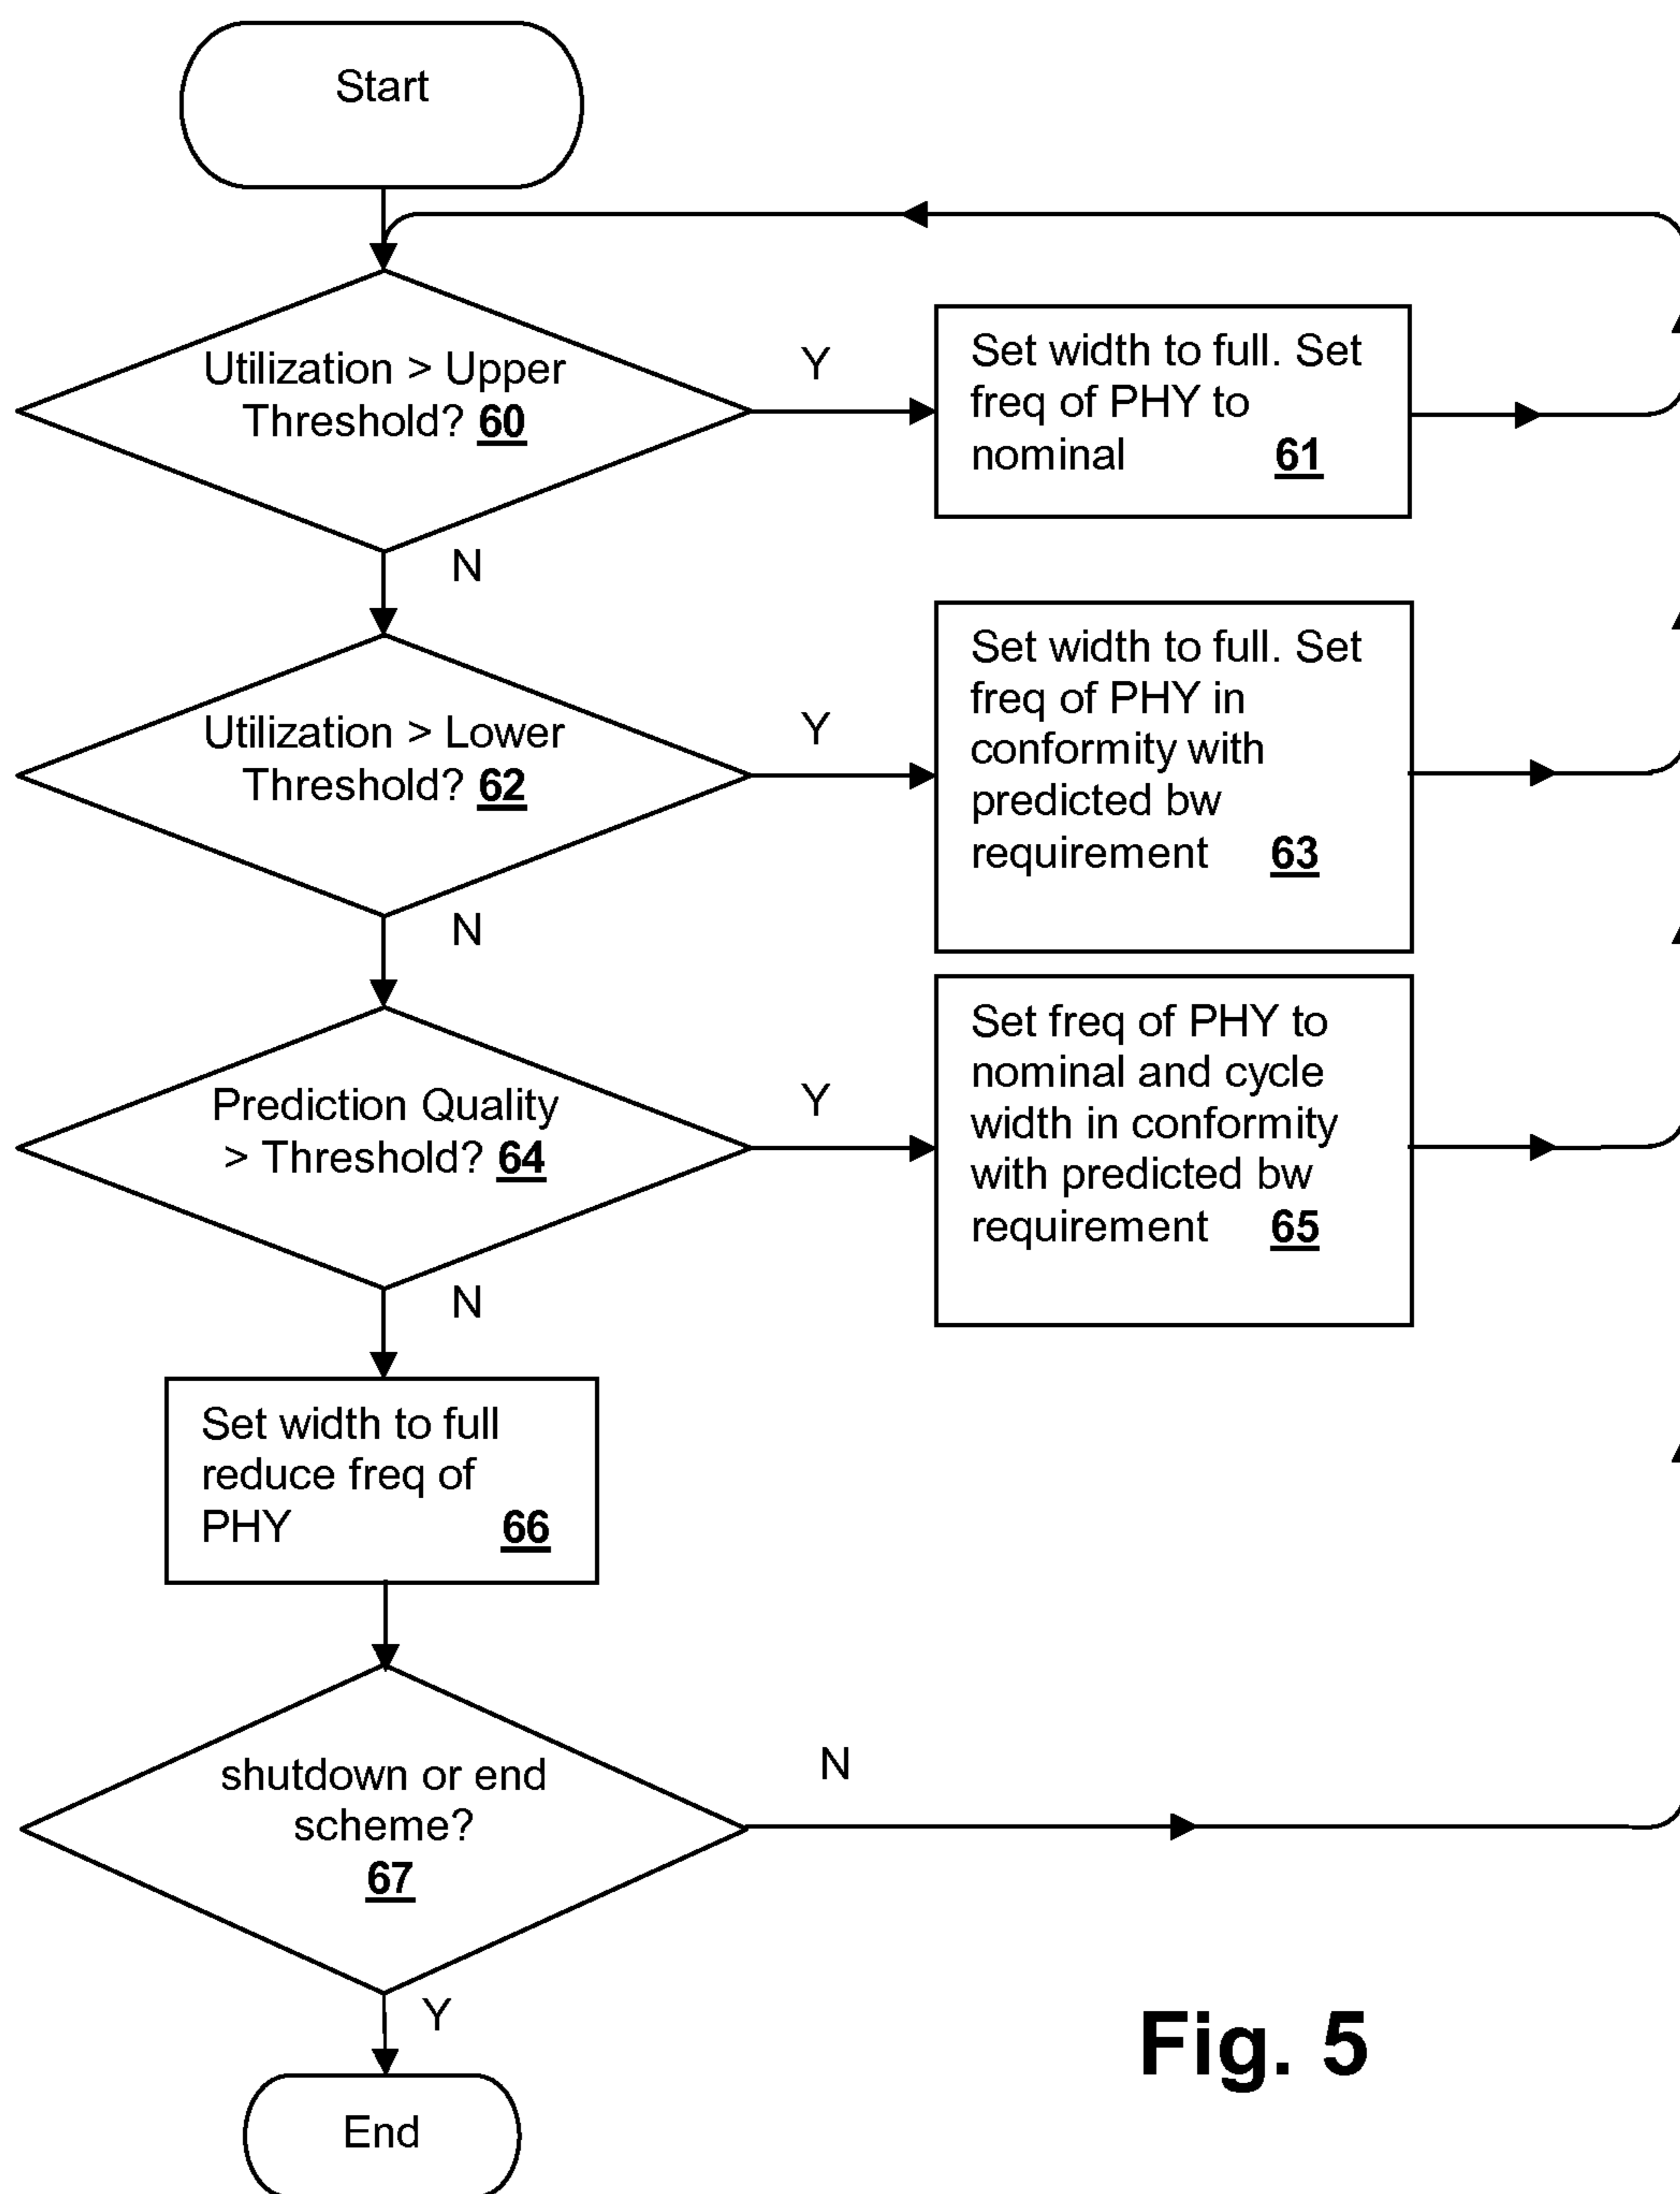 Start
Utilization > Upper
Threshold? 60
Y
Set width to full. Set
freq of PHY to
nominal 61
N
Utilization > Lower
Threshold? 62
Y
Set width to full. Set
freq of PHY in
conformity with
predicted bw
requirement 63
N
Prediction Quality
> Threshold? 64
Y
Set freq of PHY to
nominal and cycle
width in conformity
with predicted bw
requirement 65
N
Set width to full
reduce freq of
PHY 66
shutdown or end
scheme?
67
N
Y
End
Fig. 5